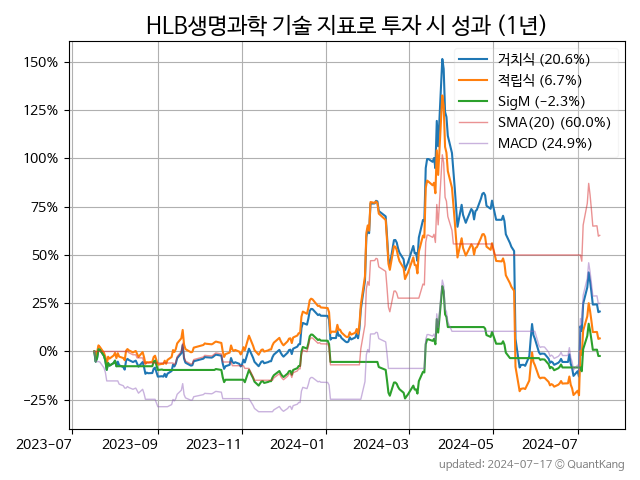 HLB생명과학 기술 지표로 투자 시 성과 (1년)
150%
125%
100%
75%
50%
25%
0%
−25%
거치식 (20.6%)
적립식 (6.7%)
SigM (−2.3%)
SMA(20) (60.0%)
MACD (24.9%)
2023-07 2023-09 2023-11 2024-01 2024-03 2024-05 2024-07
updated: 2024-07-17 © QuantKang